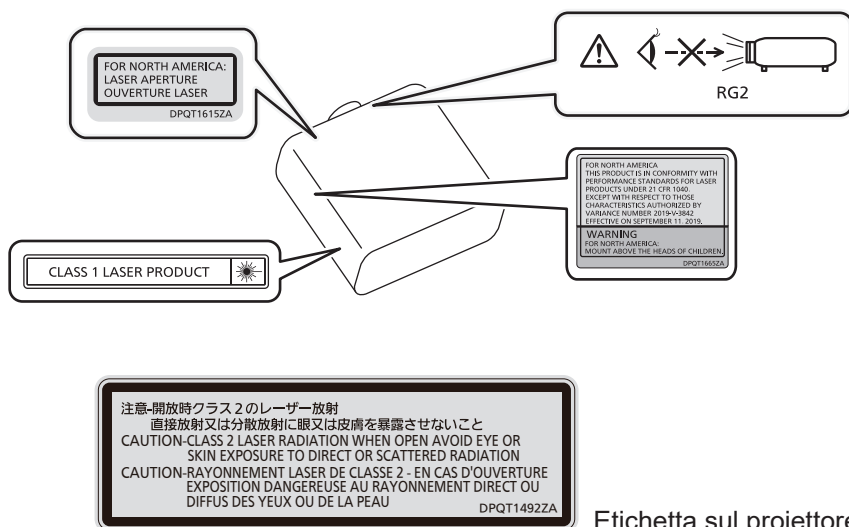 FOR NORTH AMERICA:
LASER APERTURE
OUVERTURE LASER
DPQT1615ZA
RG2
FOR NORTH AMERICA
THIS PRODUCT IS IN CONFORMITY WITH
PERFORMANCE STANDARDS FOR LASER
PRODUCTS UNDER 21 CFR 1040.
EXCEPT WITH RESPECT TO THOSE
CHARACTERISTICS AUTHORIZED BY
VARIANCE NUMBER 2019-V-3842
EFFECTIVE ON SEPTEMBER 11. 2019.
WARNING
FOR NORTH AMERICA:
MOUNT ABOVE THE HEADS OF CHILDREN.
DPQT1665ZA
CLASS 1 LASER PRODUCT
注意-開放時クラス2のレーザー放射
直接放射又は分散放射に眼又は皮膚を暴露させないこと
CAUTION-CLASS 2 LASER RADIATION WHEN OPEN AVOID EYE OR
SKIN EXPOSURE TO DIRECT OR SCATTERED RADIATION
CAUTION-RAYONNEMENT LASER DE CLASSE 2 - EN CAS D'OUVERTURE
EXPOSITION DANGEREUSE AU RAYONNEMENT DIRECT OU
DIFFUS DES YEUX OU DE LA PEAU
DPQT1492ZA
Etichetta sul proiettore